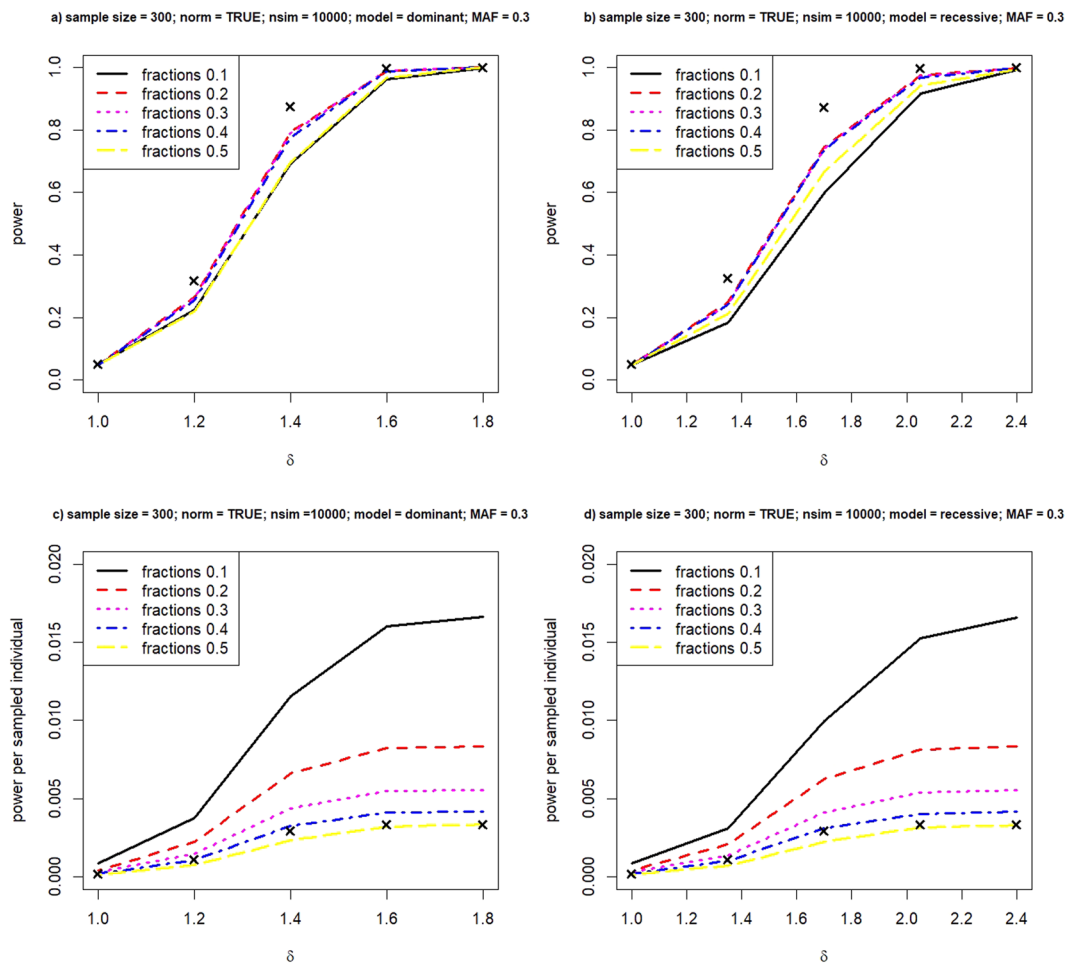 a) sample size = 300; norm = TRUE; nsim = 10000; model = dominant; MAF = 0.3
power
0.0 0.2 0.4 0.6 0.8 1.0
fractions 0.1
fractions 0.2
fractions 0.3
fractions 0.4
fractions 0.5
1.0 1.2 1.4 1.6 1.8
δ
b) sample size = 300; norm = TRUE; nsim = 10000; model = recessive; MAF = 0.3
power
0.0 0.2 0.4 0.6 0.8 1.0
fractions 0.1
fractions 0.2
fractions 0.3
fractions 0.4
fractions 0.5
1.0 1.2 1.4 1.6 1.8 2.0 2.2 2.4
δ
c) sample size = 300; norm = TRUE; nsim =10000; model = dominant; MAF = 0.3
power per sampled individual
0.000 0.005 0.010 0.015 0.020
fractions 0.1
fractions 0.2
fractions 0.3
fractions 0.4
fractions 0.5
1.0 1.2 1.4 1.6 1.8
δ
d) sample size = 300; norm = TRUE; nsim = 10000; model = recessive; MAF = 0.3
power per sampled individual
0.000 0.005 0.010 0.015 0.020
fractions 0.1
fractions 0.2
fractions 0.3
fractions 0.4
fractions 0.5
1.0 1.2 1.4 1.6 1.8 2.0 2.2 2.4
δ